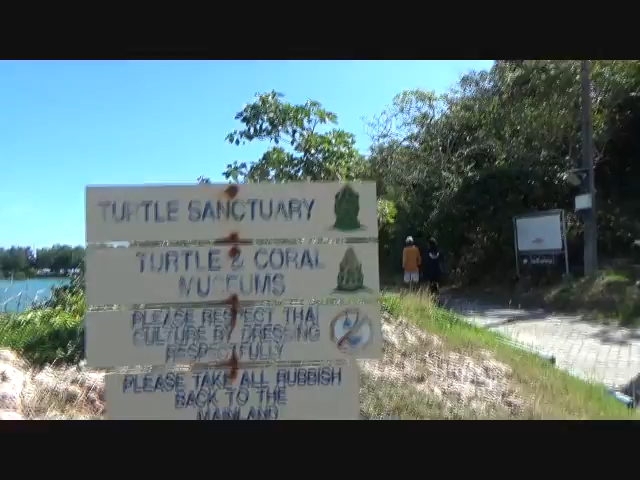 TURTLE SANCTUARY
TURTLE & CORAL
MUSEUMS
PLEASE RESPECT THAI
CULTURE BY DRESSING
RESPECTFULLY
PLEASE TAKE ALL RUBBISH
BACK TO THE
MAINLAND